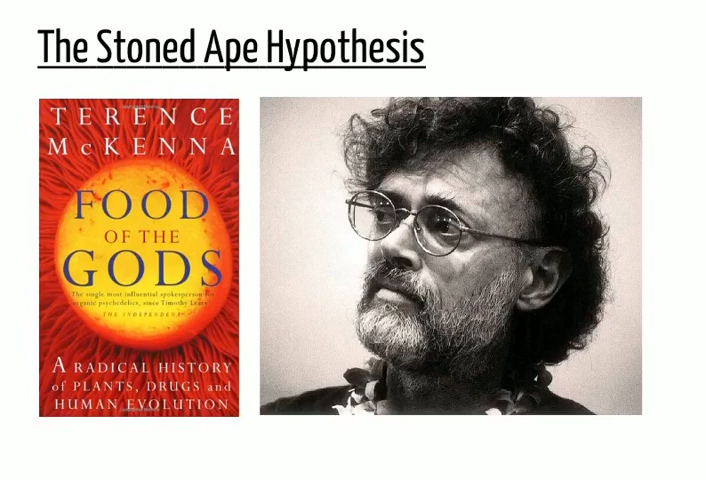 The Stoned Ape Hypothesis
TERENCE
McKENNA
FOOD
OF THE
GODS
The single most influential spokesperson for
organic psychedelics, since Timothy Leary
THE INDEPENDENT
A RADICAL HISTORY
of PLANTS, DRUGS and
HUMAN EVOLUTION